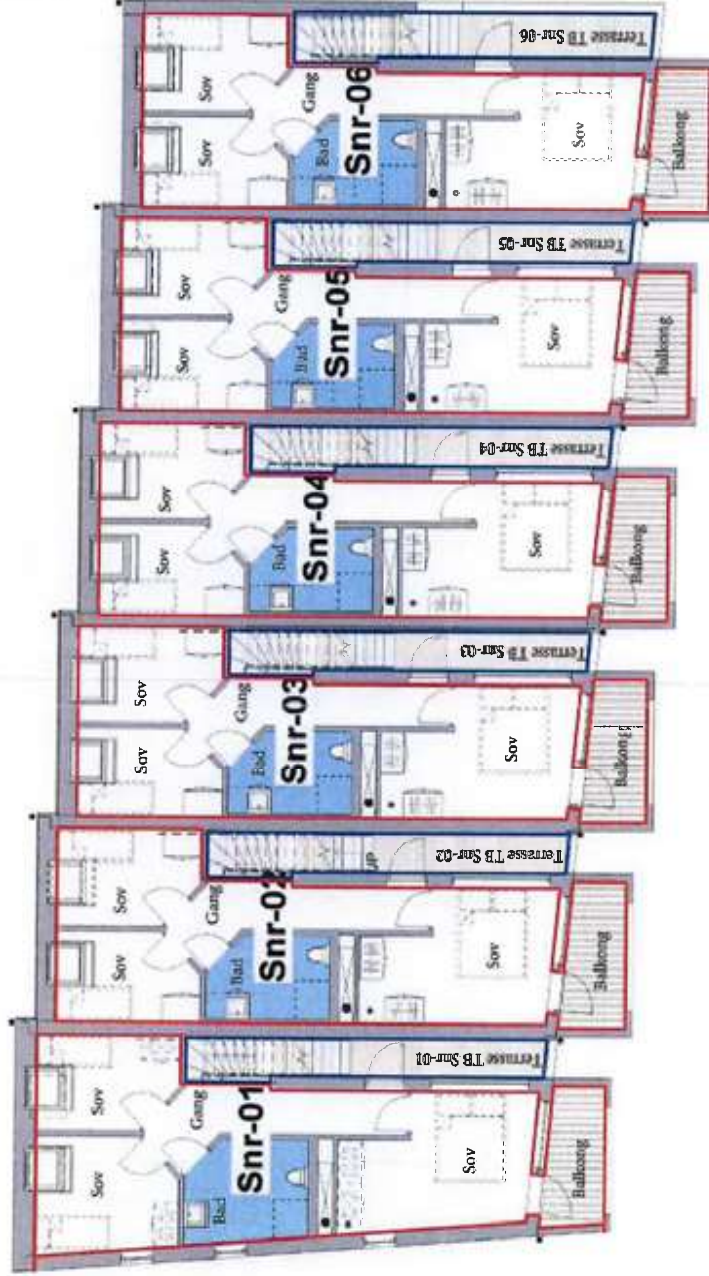 Terrasse TB Snr-06
Sov
Sov
Gang
Bad
Snr-06
Sov
Balkong
Terrasse TB Snr-05
Sov
Sov
Gang
Bad
Snr-05
Sov
Balkong
Terrasse TB Snr-04
Sov
Sov
Bad
Snr-04
Sov
Balkong
Terrasse TB Snr-03
Sov
Sov
Gang
Bad
Snr-03
Sov
Balkong
Terrasse TB Snr-02
Sov
Sov
Gang
Bad
Snr-02
Sov
Balkong
Terrasse TB Snr-01
Sov
Sov
Gang
Bad
Snr-01
Sov
Balkong